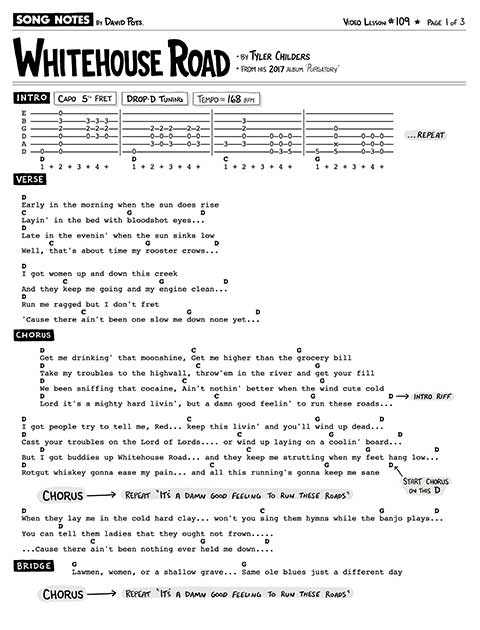 SONG NOTES BY DAVID POTS. VIDEO LESSON #109 ★ PAGE 1 OF 3
WHITEHOUSE ROAD
• BY TYLER CHILDERS
• FROM HIS 2017 ALBUM 'PURGATORY'
INTRO CAPO 5TH FRET DROP-D TUNING TEMPO ≈ 168 BPM
...REPEAT
D D C G
1 + 2 + 3 + 4 + 1 + 2 + 3 + 4 + 1 + 2 + 3 + 4 + 1 + 2 + 3 + 4 +
VERSE
D
Early in the morning when the sun does rise
C G D
Layin' in the bed with bloodshot eyes...
D
Late in the evenin' when the sun sinks low
C G D
Well, that's about time my rooster crows...
D
I got women up and down this creek
C G D
And they keep me going and my engine clean...
D
Run me ragged but I don't fret
C G D
'Cause there ain't been one slow me down none yet...
CHORUS
D C G
Get me drinking' that moonshine, Get me higher than the grocery bill
D C G
Take my troubles to the highwall, throw'em in the river and get your fill
D C G
We been sniffing that cocaine, Ain't nothin' better when the wind cuts cold
D C G D → INTRO RIFF
Lord it's a mighty hard livin', but a damn good feelin' to run these roads...
D C G D
I got people try to tell me, Red... keep this livin' and you'll wind up dead...
D C G D
Cast your troubles on the Lord of Lords.... or wind up laying on a coolin' board...
D C G D
But I got buddies up Whitehouse Road... and they keep me strutting when my feet hang low...
D C G D
Rotgut whiskey gonna ease my pain... and all this running's gonna keep me sane
START CHORUS
ON THIS D
CHORUS → REPEAT "IT'S A DAMN GOOD FEELING TO RUN THESE ROADS"
D C G D
When they lay me in the cold hard clay... won't you sing them hymns while the banjo plays...
D C
You can tell them ladies that they ought not frown.....
C G D
...Cause there ain't been nothing ever held me down....
BRIDGE
G
Lawmen, women, or a shallow grave... Same ole blues just a different day
CHORUS → REPEAT "IT'S A DAMN GOOD FEELING TO RUN THESE ROADS"